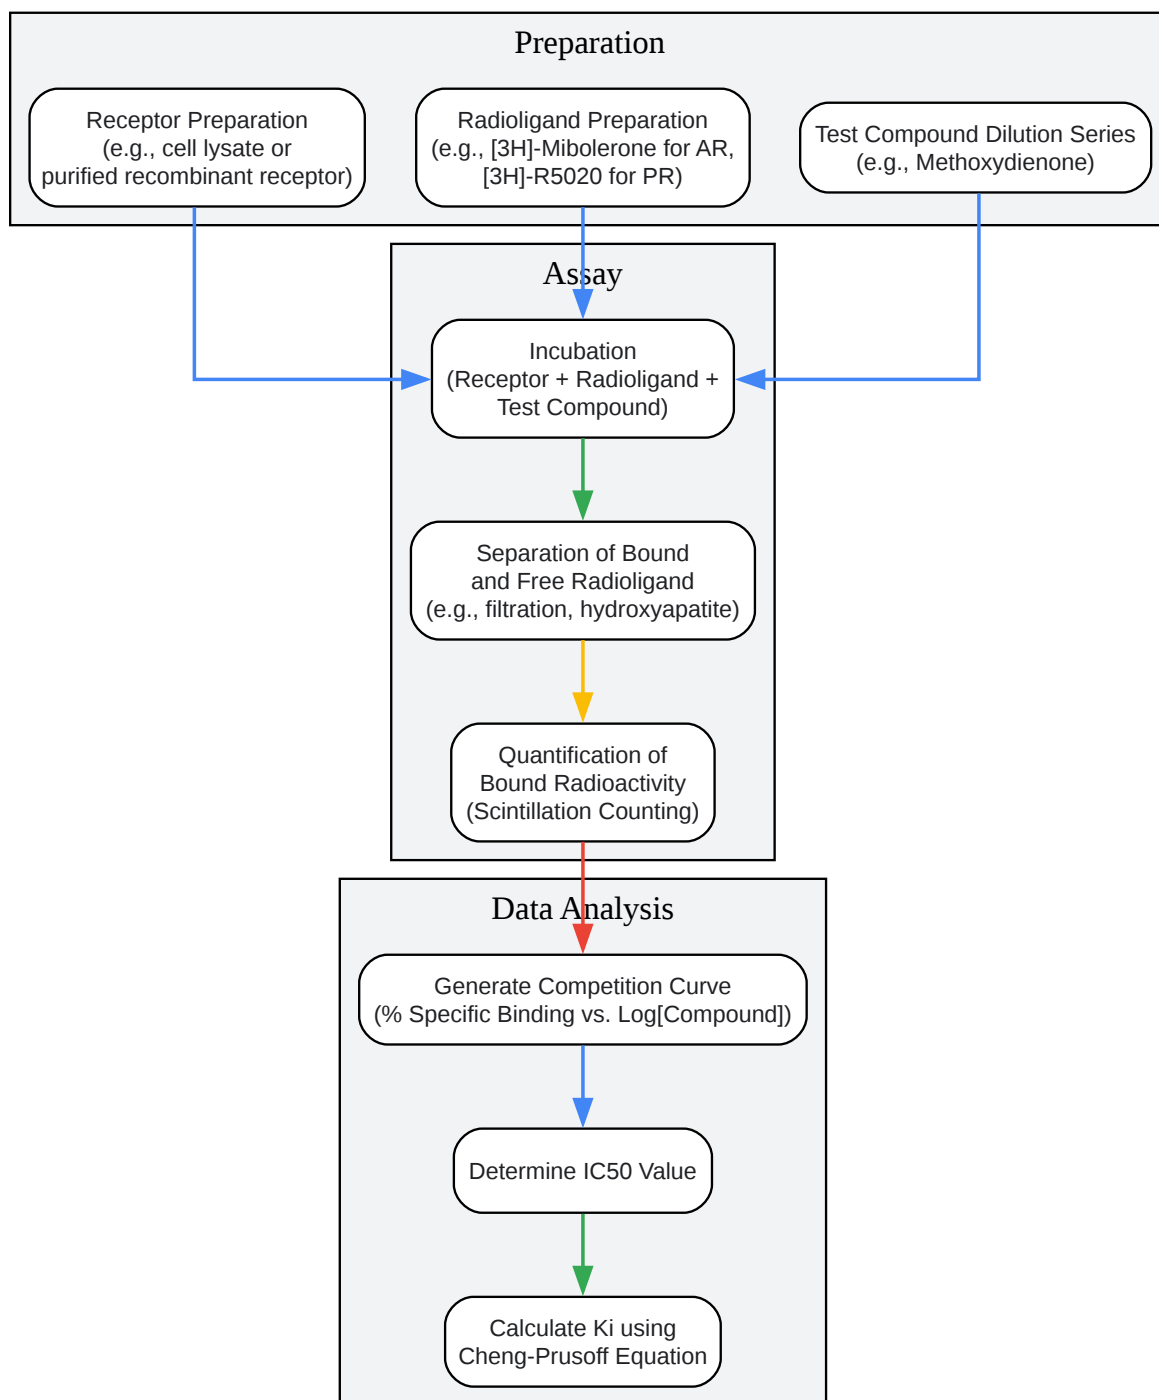 Preparation
Receptor Preparation
(e.g., cell lysate or
purified recombinant receptor)
Radioligand Preparation
(e.g., [3H]-Mibolerone for AR,
[3H]-R5020 for PR)
Test Compound Dilution Series
(e.g., Methoxydienone)
Assay
Incubation
(Receptor + Radioligand +
Test Compound)
Separation of Bound
and Free Radioligand
(e.g., filtration, hydroxyapatite)
Quantification of
Bound Radioactivity
(Scintillation Counting)
Data Analysis
Generate Competition Curve
(% Specific Binding vs. Log[Compound])
Determine IC50 Value
Calculate Ki using
Cheng-Prusoff Equation